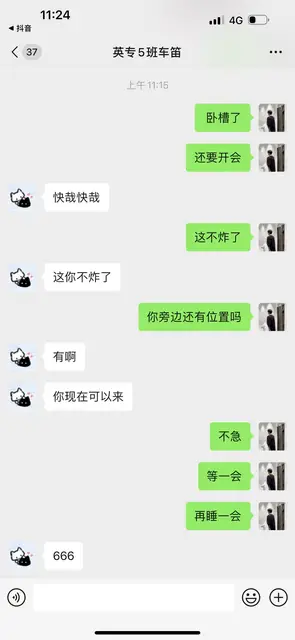 11:24
4G
抖音
37
英专5班车笛
上午 11:15
卧槽了
还要开会
快哉快哉
这不炸了
这你不炸了
你旁边还有位置吗
有啊
你现在可以来
不急
等一会
再睡一会
666